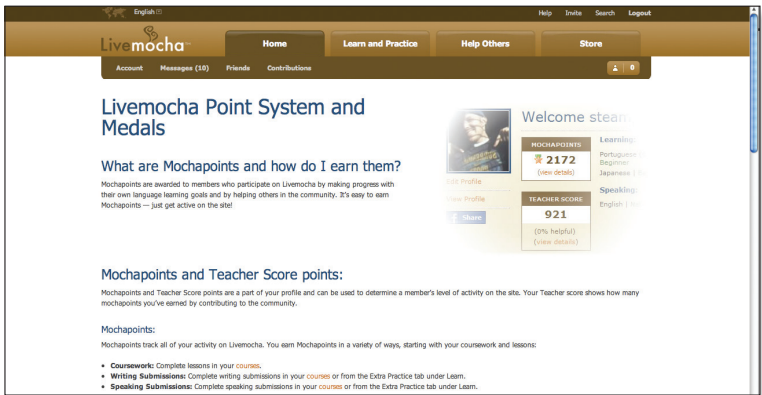 English
Help Invite Search Logout
Livemocha
Home Learn and Practice Help Others Store
Account Messages (10) Friends Contributions
0
Livemocha Point System and
Medals
Welcome stean
MOCHAPOINTS
2172
(view details)
Learning:
Portuguese
Beginner
Japanese
Edit Profile
View Profile
Share
TEACHER SCORE
921
(0% helpful)
(view details)
Speaking:
English
What are Mochapoints and how do I earn them?
Mochapoints are awarded to members who participate on Livemocha by making progress with
their own language learning goals and by helping others in the community. It's easy to earn
Mochapoints — just get active on the site!
Mochapoints and Teacher Score points:
Mochapoints and Teacher Score points are a part of your profile and can be used to determine a member's level of activity on the site. Your Teacher score shows how many
mochapoints you've earned by contributing to the community.
Mochapoints:
Mochapoints track all of your activity on Livemocha. You earn Mochapoints in a variety of ways, starting with your coursework and lessons:
• Coursework: Complete lessons in your courses.
• Writing Submissions: Complete writing submissions in your courses or from the Extra Practice tab under Learn.
• Speaking Submissions: Complete speaking submissions in your courses or from the Extra Practice tab under Learn.